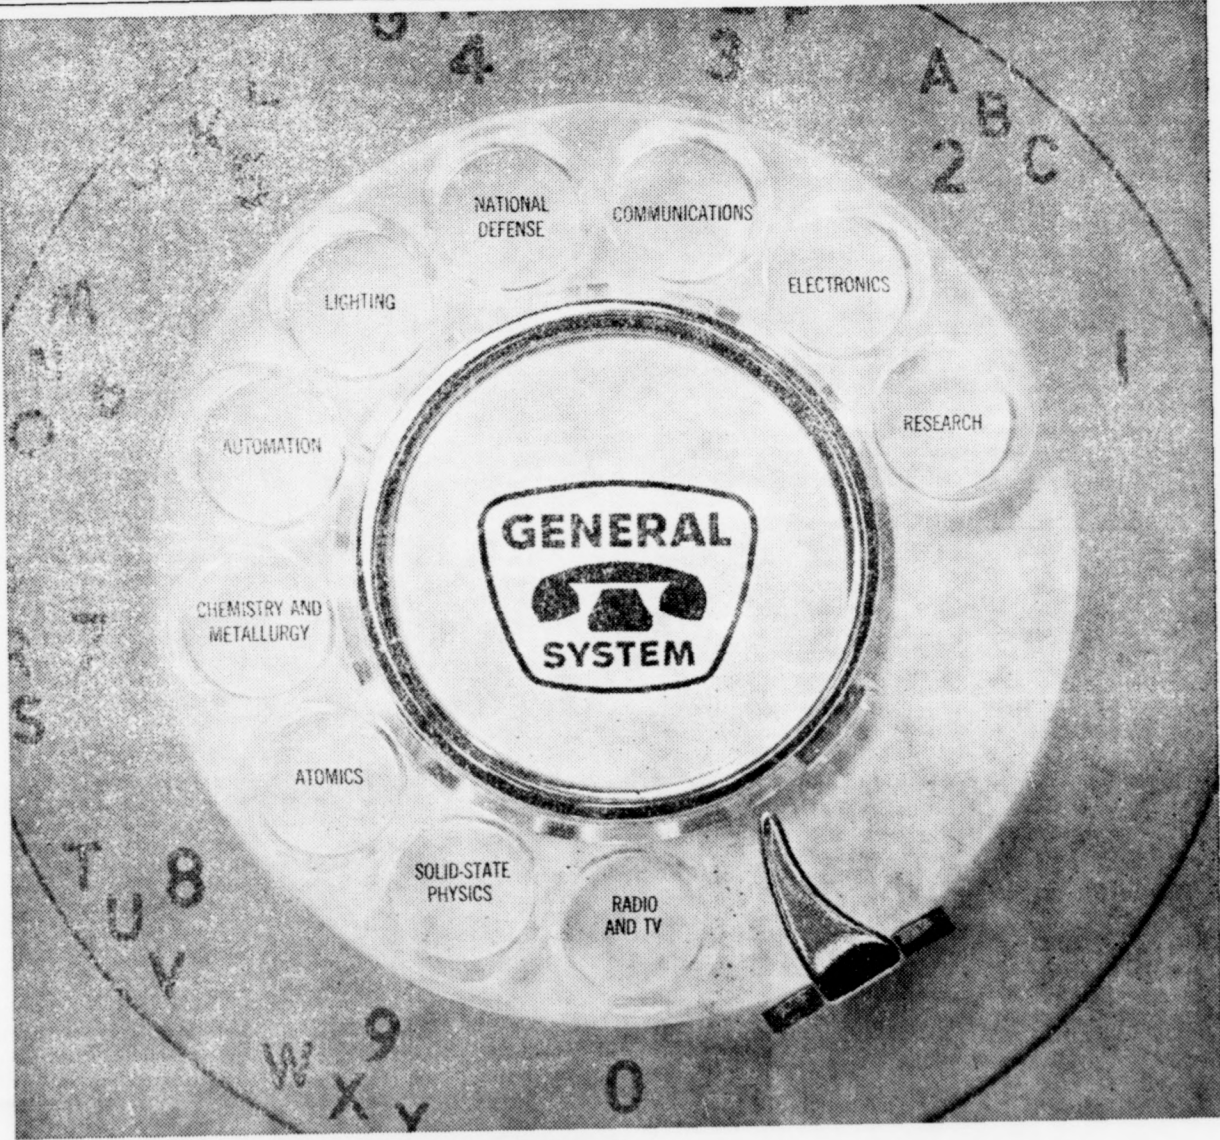 4
3
A
B
2 C
L
K
NATIONAL
DEFENSE
COMMUNICATIONS
ELECTRONICS
LIGHTING
M
N
O
1
RESEARCH
AUTOMATION
GENERAL
SYSTEM
CHEMISTRY AND
METALLURGY
7
S
ATOMICS
SOLID-STATE
PHYSICS
RADIO
AND TV
T
8
U
V
9
W
X
Y
0